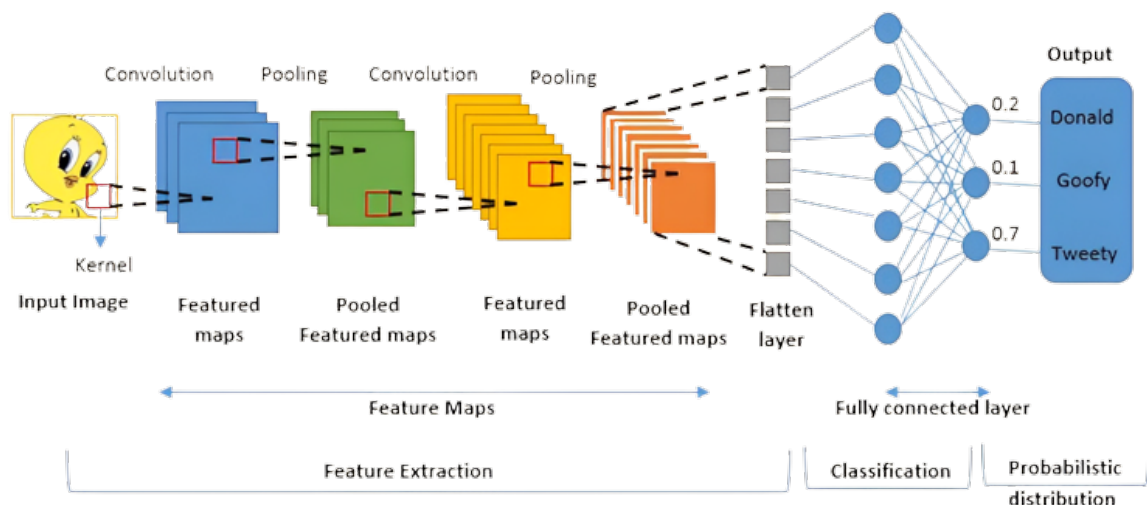 Convolution
Pooling
Convolution
Pooling
Output
0.2
Donald
0.1
Goofy
0.7
Tweety
Kernel
Input Image
Featured
maps
Pooled
Featured maps
Featured
maps
Pooled
Featured maps
Flatten
layer
Feature Maps
Fully connected layer
Feature Extraction
Classification
Probabilistic
distribution